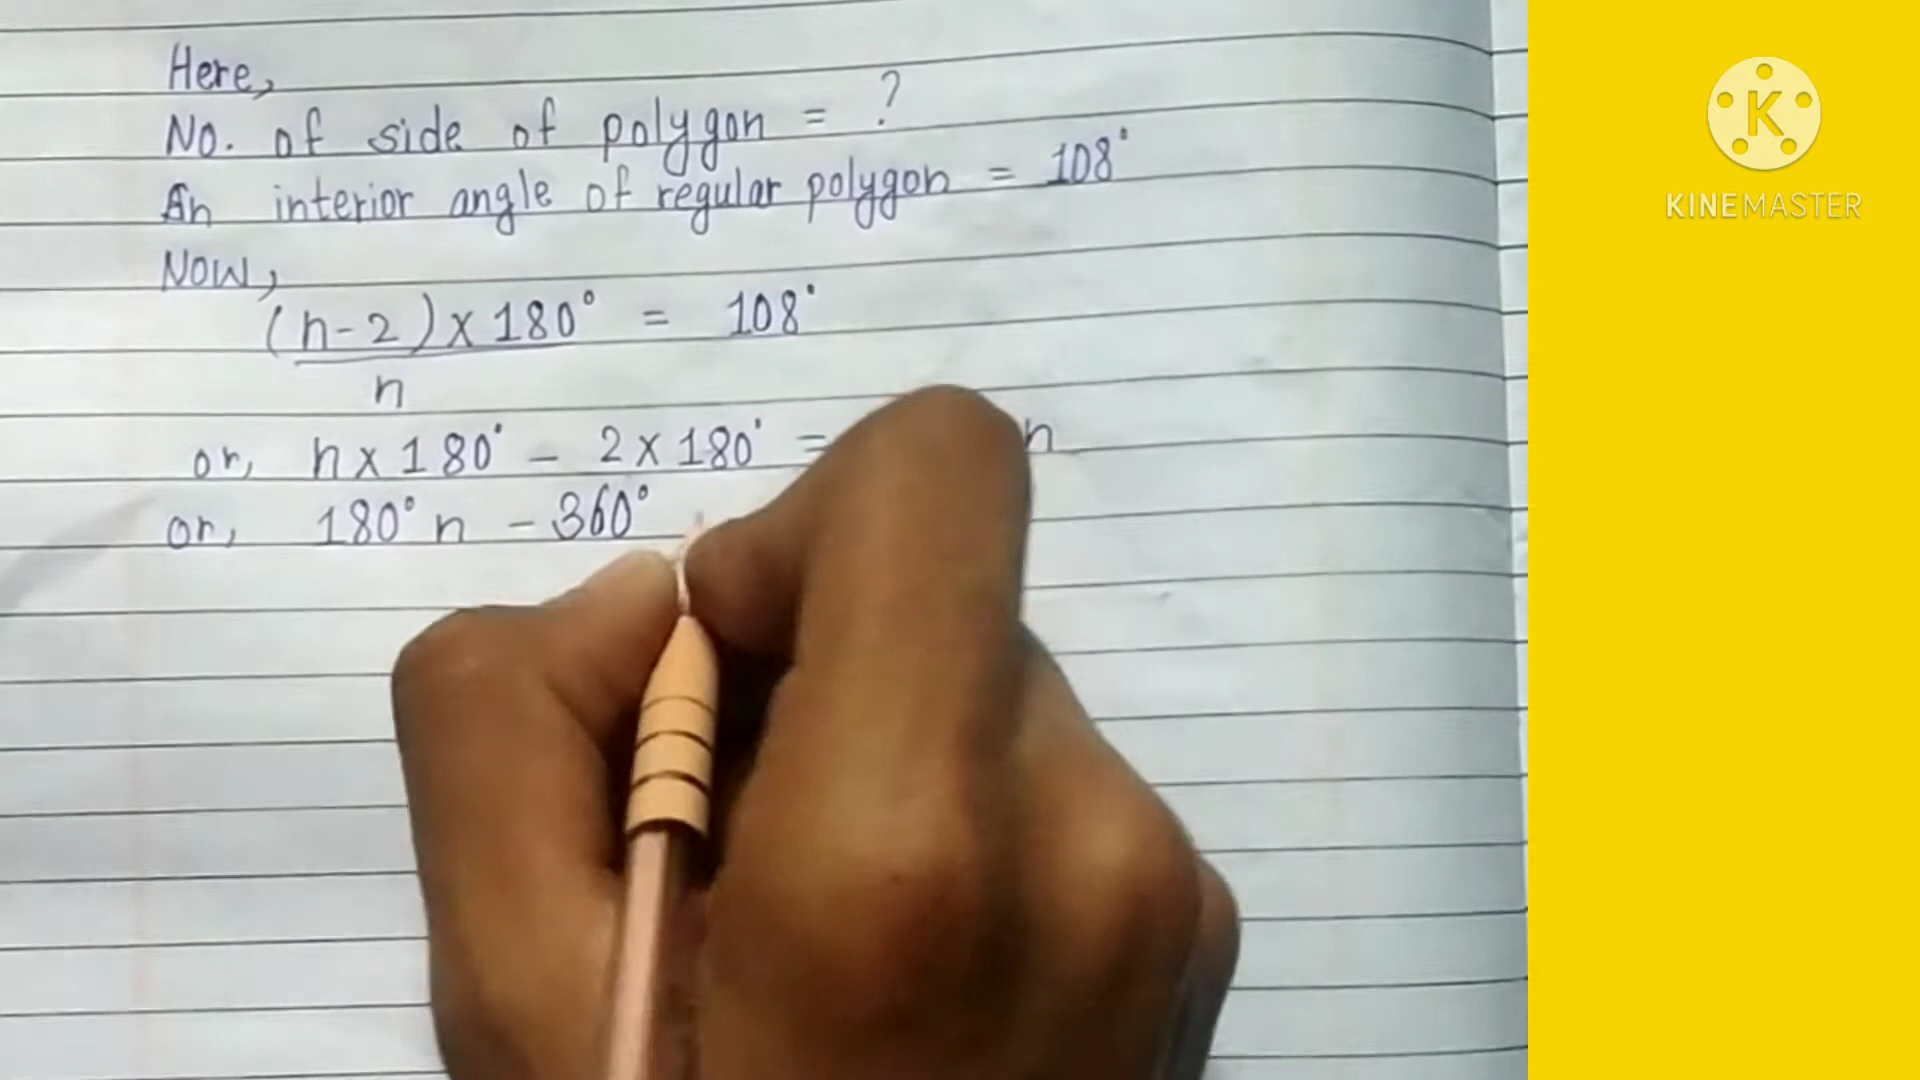 Here,
No. of side of polygon = ?
An interior angle of regular polygon = 108°
Now,
(n-2) x 180° = 108°
n
or, n x 180° - 2 x 180° = n
or, 180° n - 360°
K
KINEMASTER